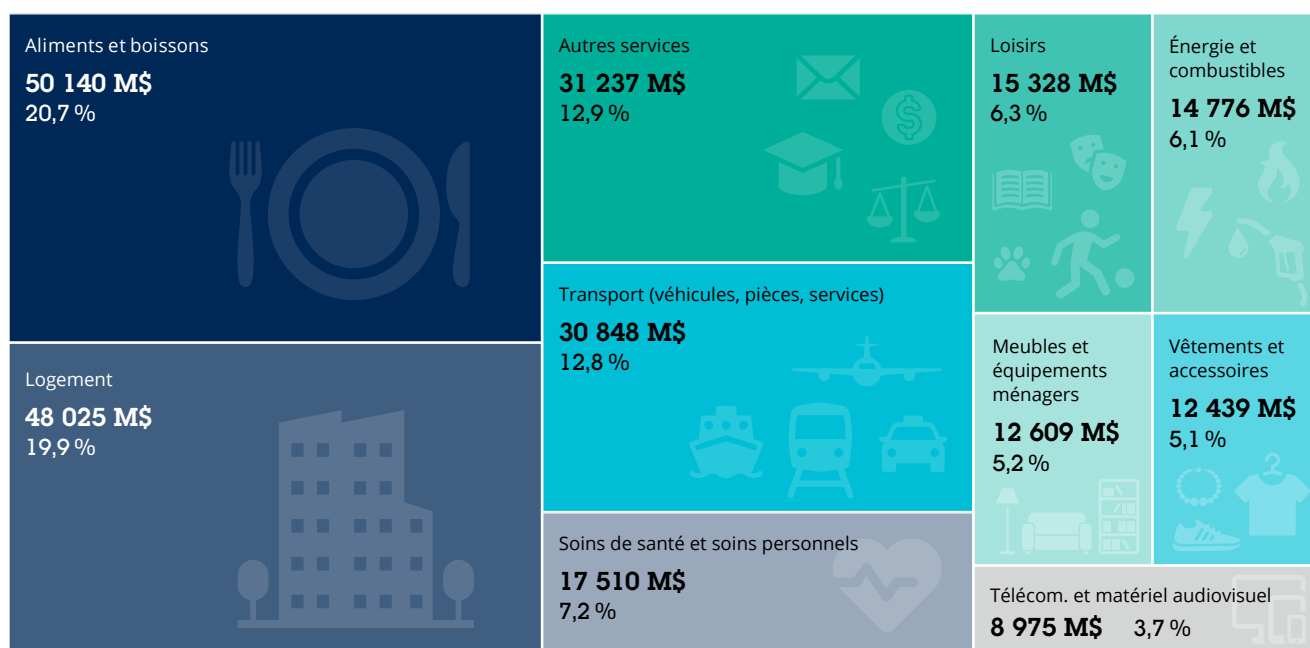 Aliments et boissons
50 140 M$
20,7 %
Logement
48 025 M$
19,9 %
Autres services
31 237 M$
12,9 %
Transport (véhicules, pièces, services)
30 848 M$
12,8 %
Soins de santé et soins personnels
17 510 M$
7,2 %
Loisirs
15 328 M$
6,3 %
Énergie et
combustibles
14 776 M$
6,1 %
Meubles et
équipements
ménagers
12 609 M$
5,2 %
Vêtements et
accessoires
12 439 M$
5,1 %
Télécom. et matériel audiovisuel
8 975 M$ 3,7 %